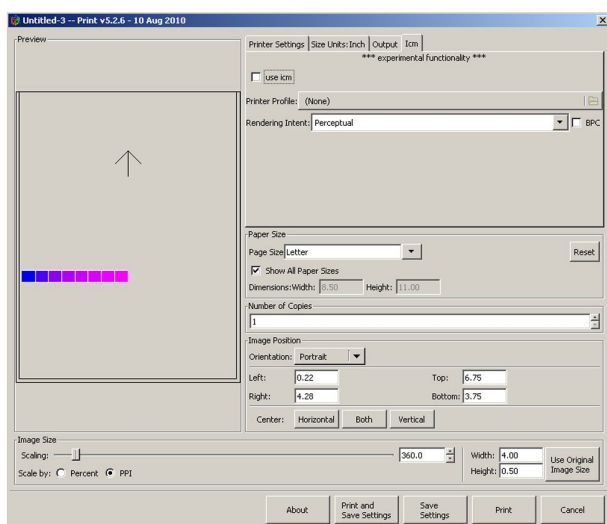 Untitled-3 -- Print v5.2.6 - 10 Aug 2010
Preview
Printer Settings Size Units:Inch Output Icm
*** experimental functionality ***
use icm
Printer Profile: (None)
Rendering Intent: Perceptual BPC
Paper Size
Page Size Letter Reset
Show All Paper Sizes
Dimensions:Width: 8.50 Height: 11.00
Number of Copies
1
Image Position
Orientation: Portrait
Left: 0.22 Top: 6.75
Right: 4.28 Bottom: 3.75
Center: Horizontal Both Vertical
Image Size
Scaling: 360.0 Width: 4.00 Use Original
Scale by: Percent PPI Height: 0.50 Image Size
About Print and Save Print Cancel
Save Settings Settings